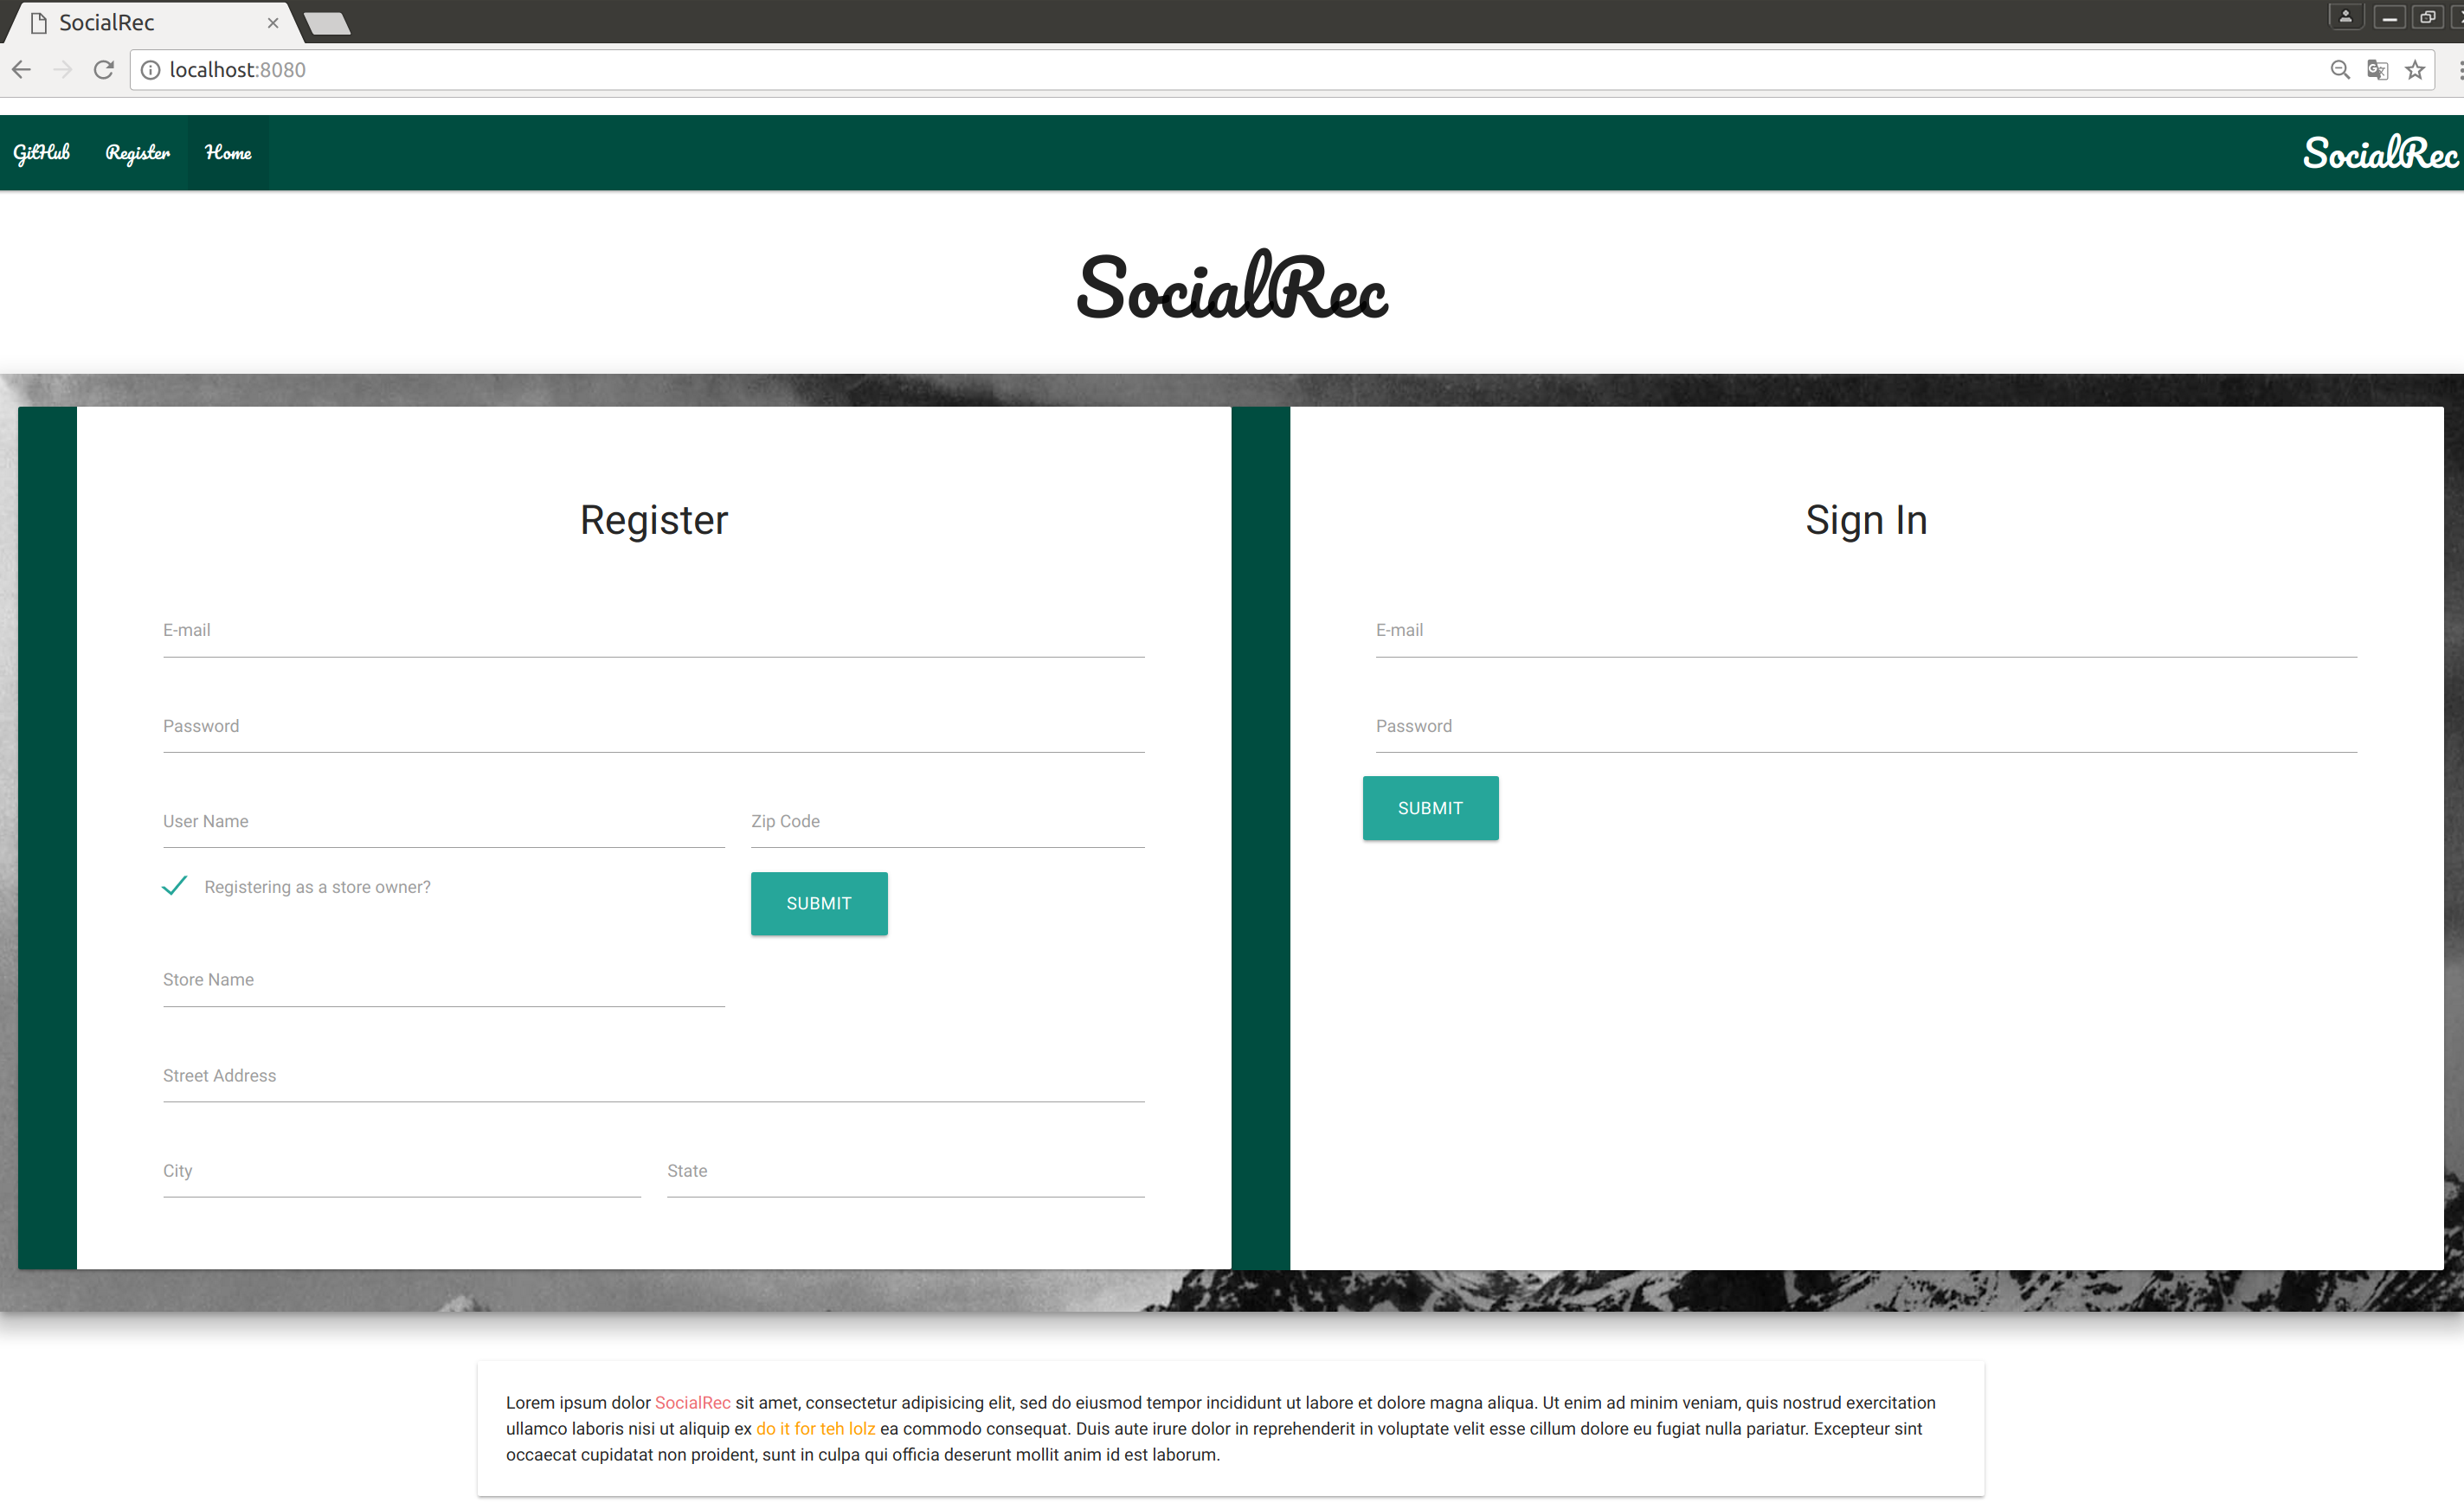 SocialRec
localhost:8080
GitHub Register Home SocialRec
SocialRec
Register
E-mail
Password
User Name Zip Code
Registering as a store owner?
SUBMIT
Store Name
Street Address
City State
Sign In
E-mail
Password
SUBMIT
Lorem ipsum dolor SocialRec sit amet, consectetur adipisicing elit, sed do eiusmod tempor incididunt ut labore et dolore magna aliqua. Ut enim ad minim veniam, quis nostrud exercitation
ullamco laboris nisi ut aliquip ex do it for teh lolz ea commodo consequat. Duis aute irure dolor in reprehenderit in voluptate velit esse cillum dolore eu fugiat nulla pariatur. Excepteur sint
occaecat cupidatat non proident, sunt in culpa qui officia deserunt mollit anim id est laborum.